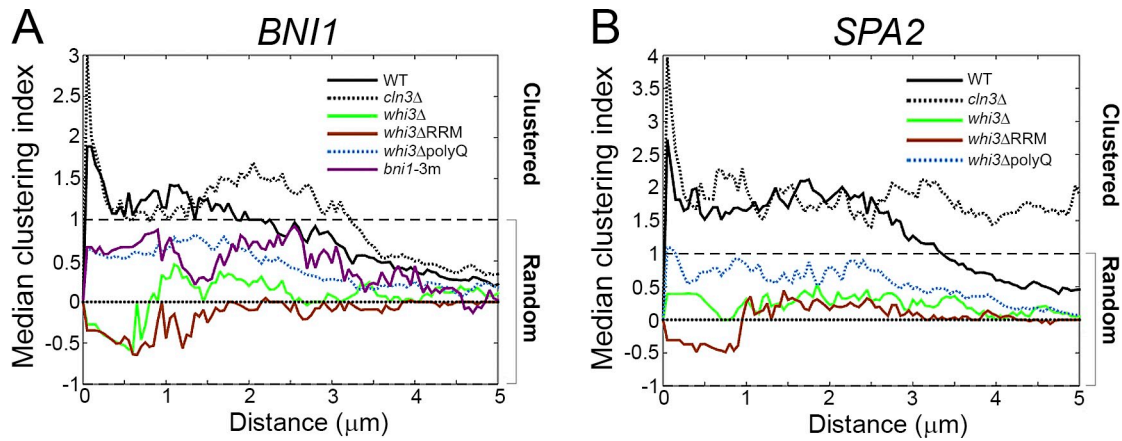 A
BNI1
Median clustering index
3
2.5
2
1.5
1
0.5
0
-0.5
-1
WT
cln3Δ
whi3Δ
whi3ΔRRM
whi3ΔpolyQ
bni1-3m
Clustered
Random
0 1 2 3 4 5
Distance (μm)
B
SPA2
Median clustering index
4
3.5
3
2.5
2
1.5
1
0.5
0
-0.5
-1
WT
cln3Δ
whi3Δ
whi3ΔRRM
whi3ΔpolyQ
Clustered
Random
0 1 2 3 4 5
Distance (μm)